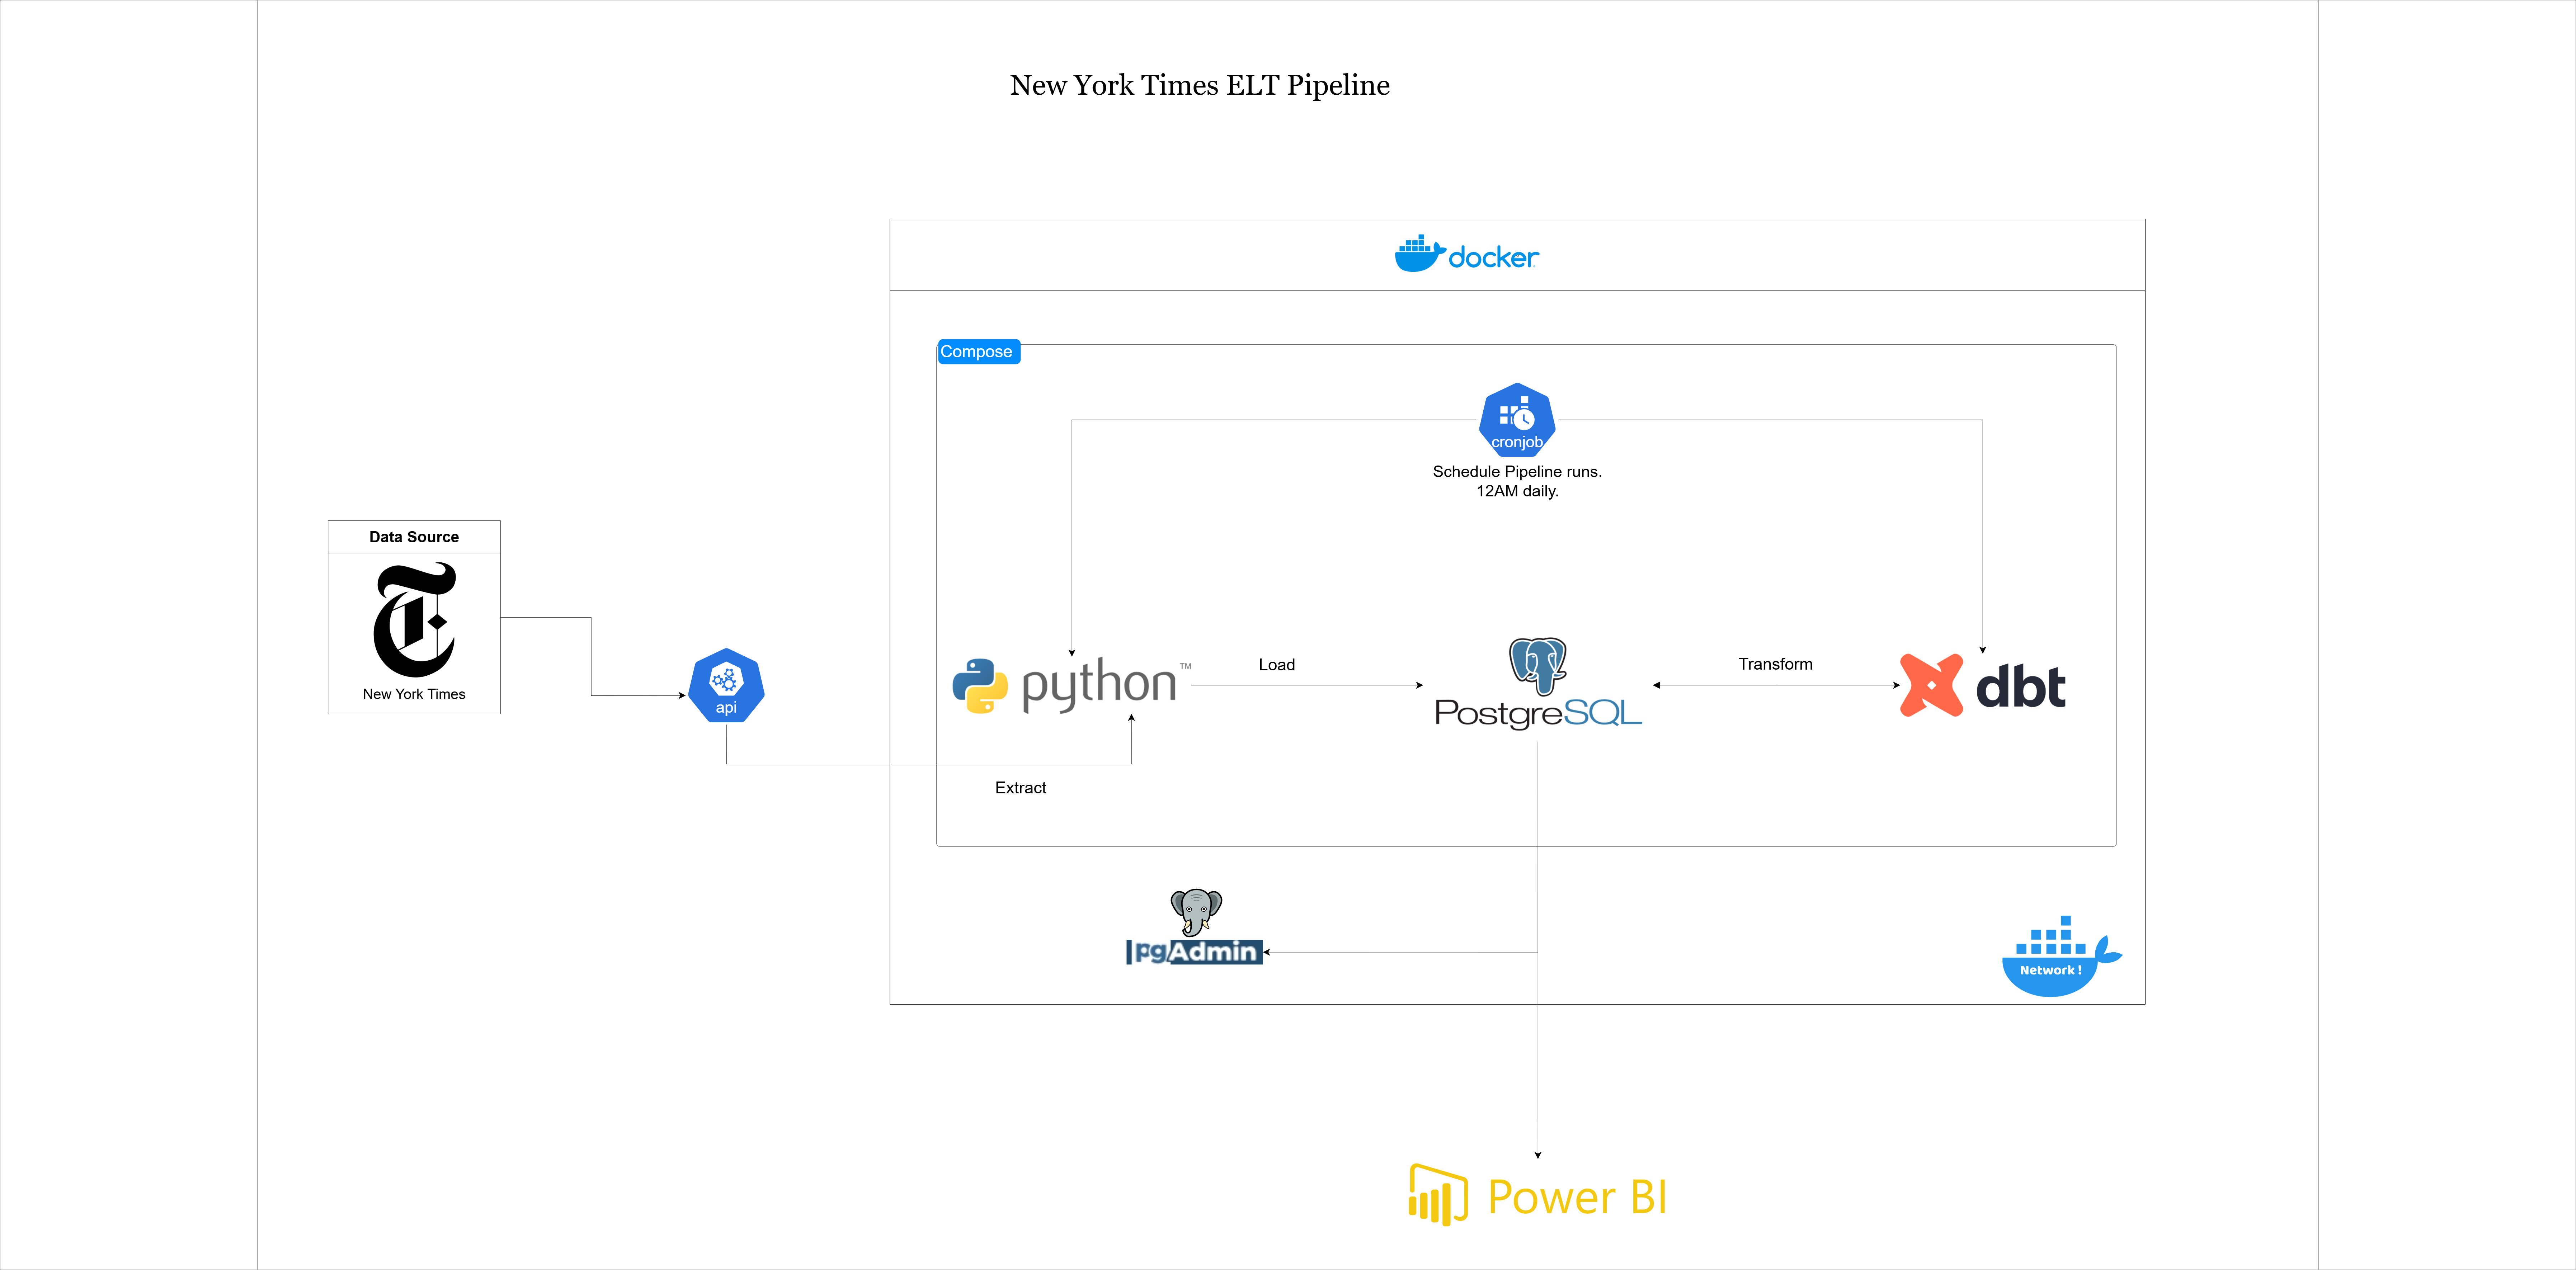 New York Times ELT Pipeline
docker
Compose
cronjob
Schedule Pipeline runs.
12AM daily.
Data Source
New York Times
api
python™
Load
PostgreSQL
Transform
dbt
Extract
pgAdmin
Network !
Power BI